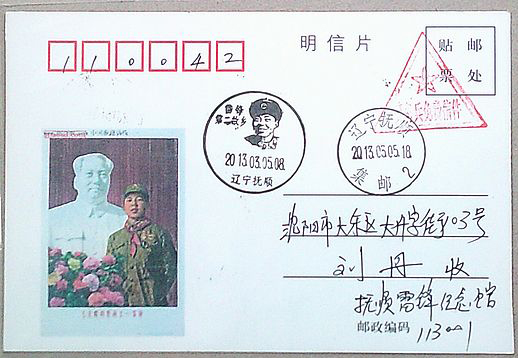 110042
明信片
贴邮
票处
雷锋
第二故乡
2013.03.05.08
辽宁抚顺
辽宁抚顺
2013.05.05.18
集邮 2
沈阳市大东区大井字街103号
刘丹 收
抚顺雷锋纪念馆
邮政编码 113001